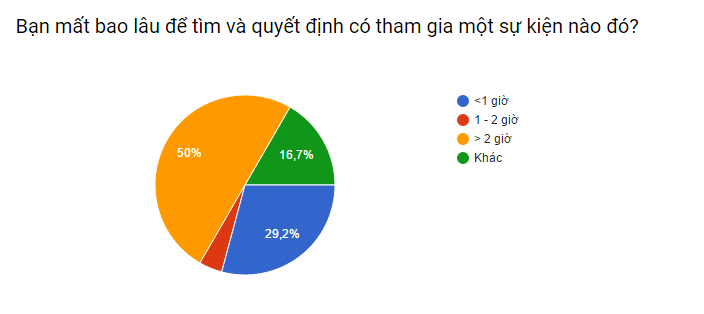 Bạn mất bao lâu để tìm và quyết định có tham gia một sự kiện nào đó?
<1 giờ
1 - 2 giờ
> 2 giờ
Khác
50%
16,7%
29,2%